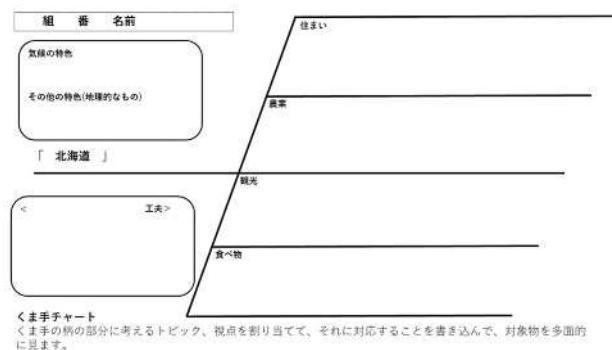 組 番 名前
気候の特色
その他の特色(地理的なもの)
「 北海道 」
< 工夫>
住まい
農業
観光
食べ物
くま手チャート
くま手の柄の部分に考えるトピック、視点を割り当てて、それに対応することを書き込んで、対象物を多面的
に見ます。